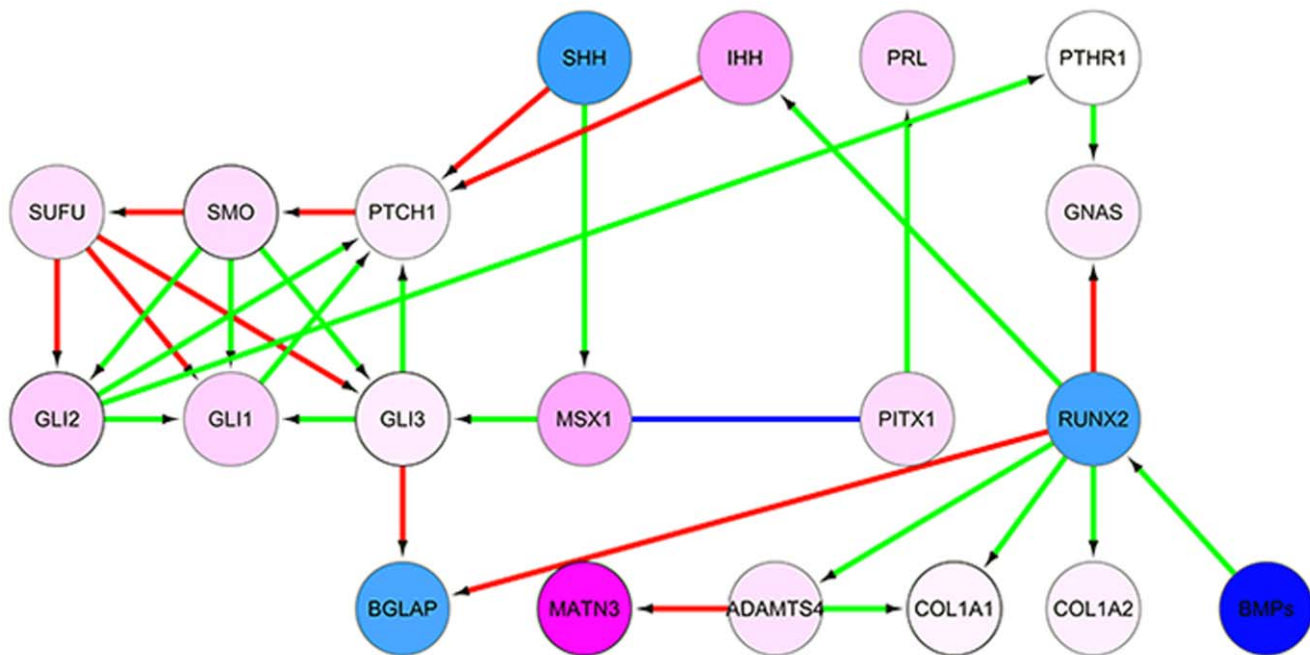 SHH
IHH
PRL
PTHR1
SUFU
SMO
PTCH1
GNAS
GLI2
GLI1
GLI3
MSX1
PITX1
RUNX2
BGLAP
MATN3
ADAMTS4
COL1A1
COL1A2
BMPs